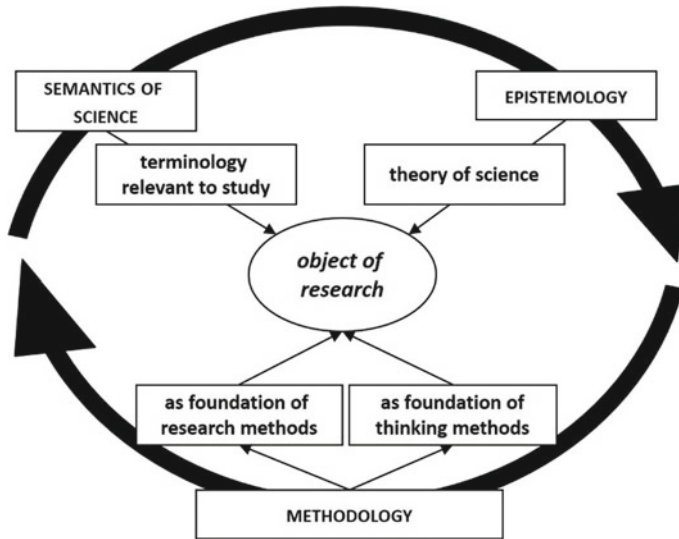 SEMANTICS OF
SCIENCE
EPISTEMOLOGY
terminology
relevant to study
theory of science
object of
research
as foundation of
research methods
as foundation of
thinking methods
METHODOLOGY